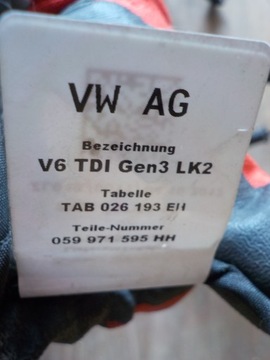 VW AG
Bezeichnung
V6 TDI Gen3 LK2
Tabelle
TAB 026 193 EH
Teile-Nummer
059 971 595 HH